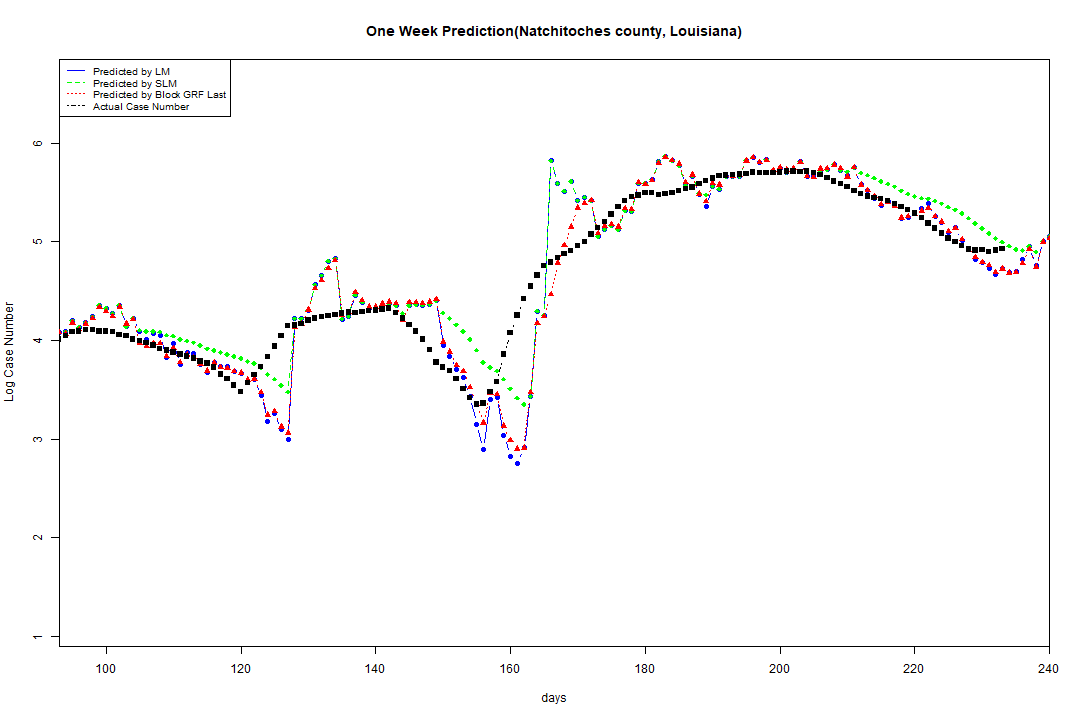 One Week Prediction(Natchitoches county, Louisiana)
Predicted by LM
Predicted by SLM
Predicted by Block GRF Last
Actual Case Number
Log Case Number
6
5
4
3
2
1
100 120 140 160 180 200 220 240
days